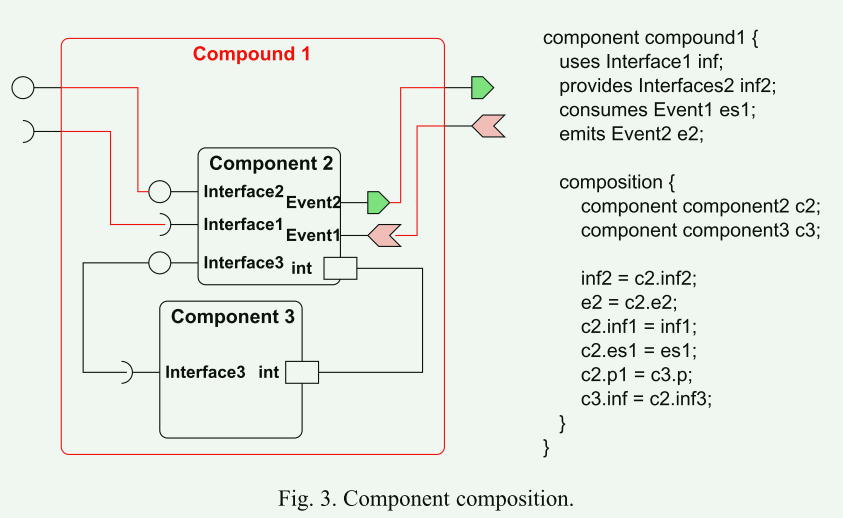 Compound 1
Component 2
Interface2
Event2
Interface1
Event1
Interface3
int
Component 3
Interface3
int
component compound1 {
uses Interface1 inf;
provides Interfaces2 inf2;
consumes Event1 es1;
emits Event2 e2;
composition {
component component2 c2;
component component3 c3;
inf2 = c2.inf2;
e2 = c2.e2;
c2.inf1 = inf1;
c2.es1 = es1;
c2.p1 = c3.p;
c3.inf = c2.inf3;
}
}
Fig. 3. Component composition.